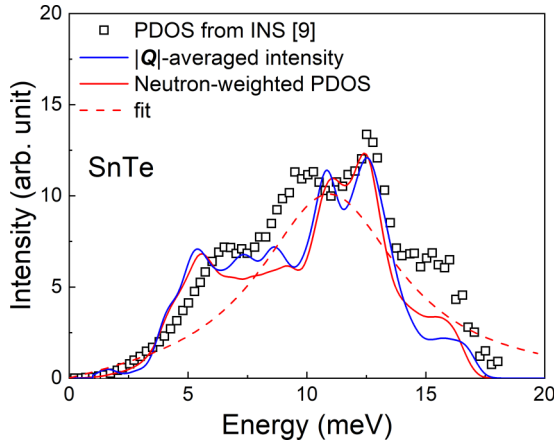 20
PDOS from INS [9]
|Q|-averaged intensity
Neutron-weighted PDOS
fit
15
SnTe
10
5
0
0 5 10 15 20
Intensity (arb. unit)
Energy (meV)